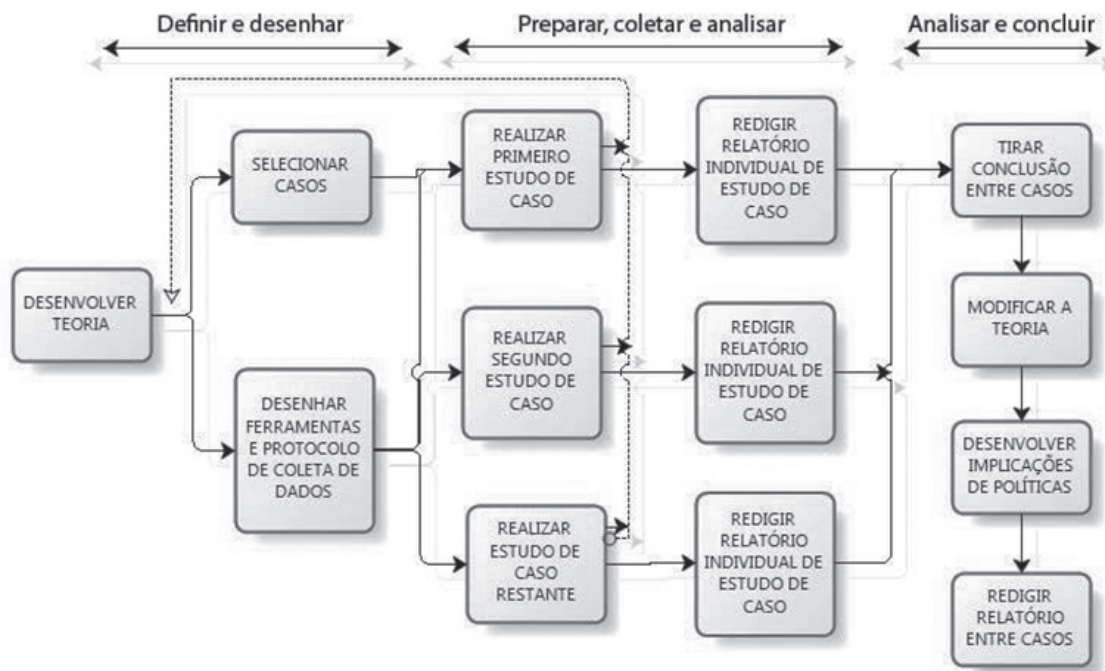 Definir e desenhar
Preparar, coletar e analisar
Analisar e concluir
DESENVOLVER
TEORIA
SELECIONAR
CASOS
DESENHAR
FERRAMENTAS
E PROTOCOLO
DE COLETA DE
DADOS
REALIZAR
PRIMEIRO
ESTUDO DE
CASO
REALIZAR
SEGUNDO
ESTUDO DE
CASO
REALIZAR
ESTUDO DE
CASO
RESTANTE
REDIGIR
RELATÓRIO
INDIVIDUAL DE
ESTUDO DE
CASO
REDIGIR
RELATÓRIO
INDIVIDUAL DE
ESTUDO DE
CASO
REDIGIR
RELATÓRIO
INDIVIDUAL DE
ESTUDO DE
CASO
TIRAR
CONCLUSÃO
ENTRE CASOS
MODIFICAR A
TEORIA
DESENVOLVER
IMPLICAÇÕES
DE POLÍTICAS
REDIGIR
RELATÓRIO
ENTRE CASOS